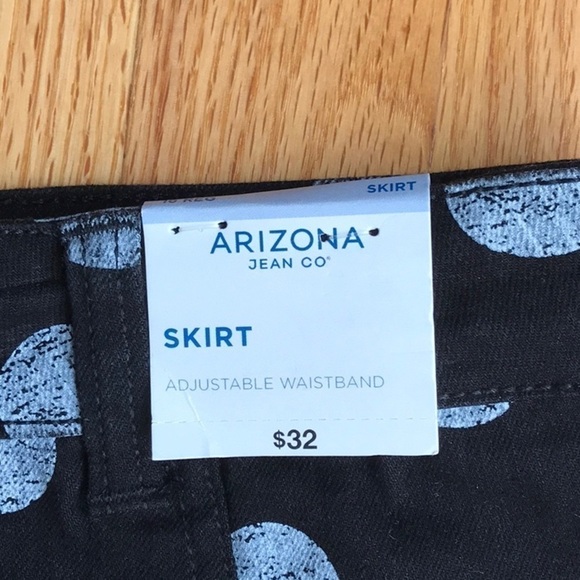 SKIRT
ARIZONA
JEAN CO®
SKIRT
ADJUSTABLE WAISTBAND
$32